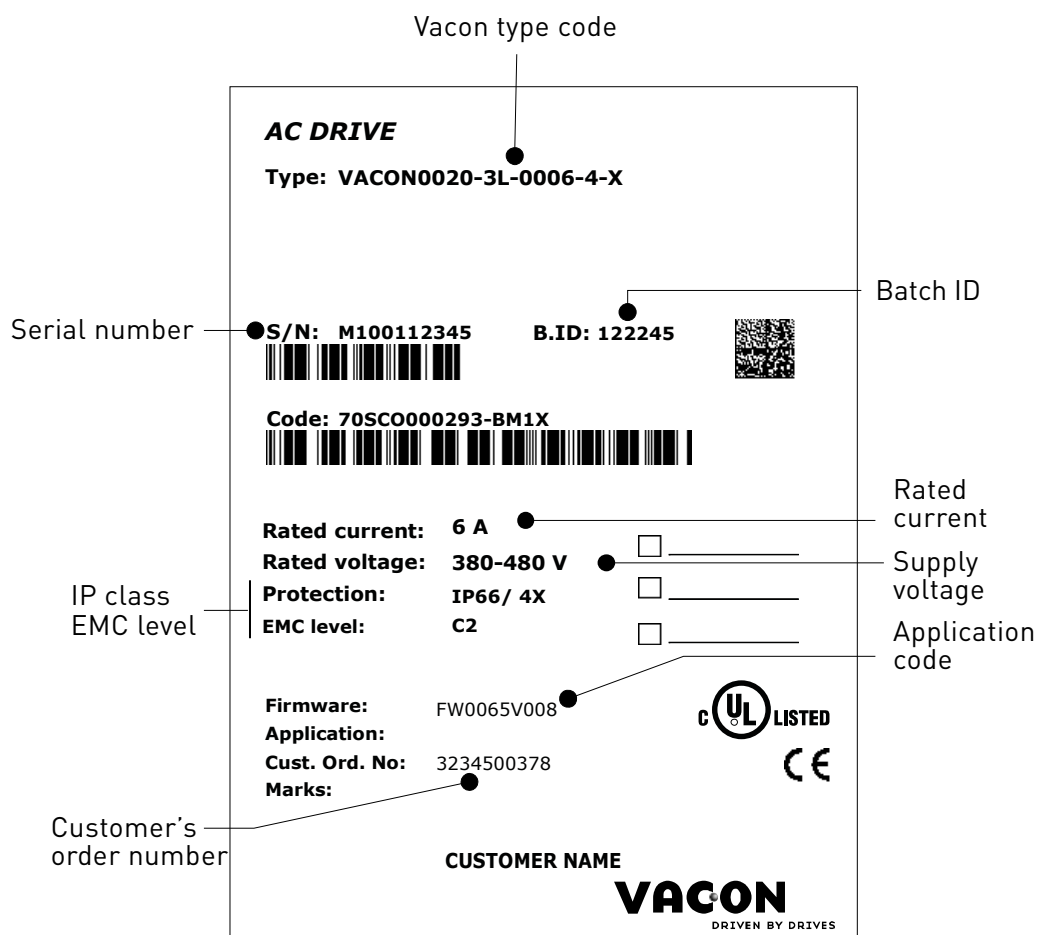 Vacon type code
AC DRIVE
Type: VACON0020-3L-0006-4-X
Batch ID
Serial number
S/N: M100112345 B.ID: 122245
Code: 70SCO000293-BM1X
Rated
current
Rated current: 6 A
Rated voltage: 380-480 V
Supply
voltage
IP class
EMC level
Protection: IP66/ 4X
EMC level: C2
Application
code
Firmware: FW0065V008
Application:
Cust. Ord. No: 3234500378
Marks:
C UL LISTED
CE
Customer's
order number
CUSTOMER NAME
VACON
DRIVEN BY DRIVES